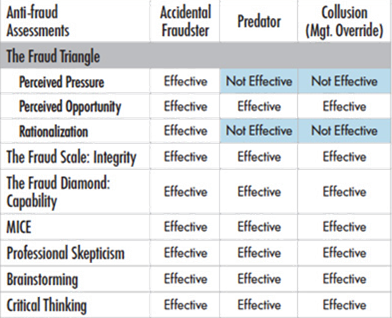 Anti-fraud Assessments Accidental Fraudster Predator Collusion (Mgt. Override)
The Fraud Triangle
Perceived Pressure Effective Not Effective Not Effective
Perceived Opportunity Effective Effective Effective
Rationalization Effective Not Effective Not Effective
The Fraud Scale: Integrity Effective Effective Effective
The Fraud Diamond: Capability Effective Effective Effective
MICE Effective Effective Effective
Professional Skepticism Effective Effective Effective
Brainstorming Effective Effective Effective
Critical Thinking Effective Effective Effective